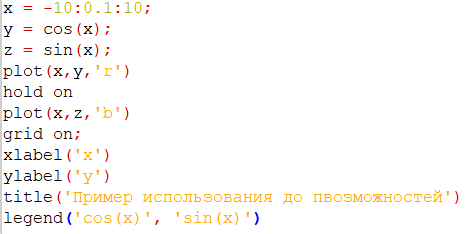 x = -10:0.1:10;
y = cos(x);
z = sin(x);
plot(x,y,'r')
hold on
plot(x,z,'b')
grid on;
xlabel('x')
ylabel('y')
title('Пример использования до пвозможностей')
legend('cos(x)', 'sin(x)')